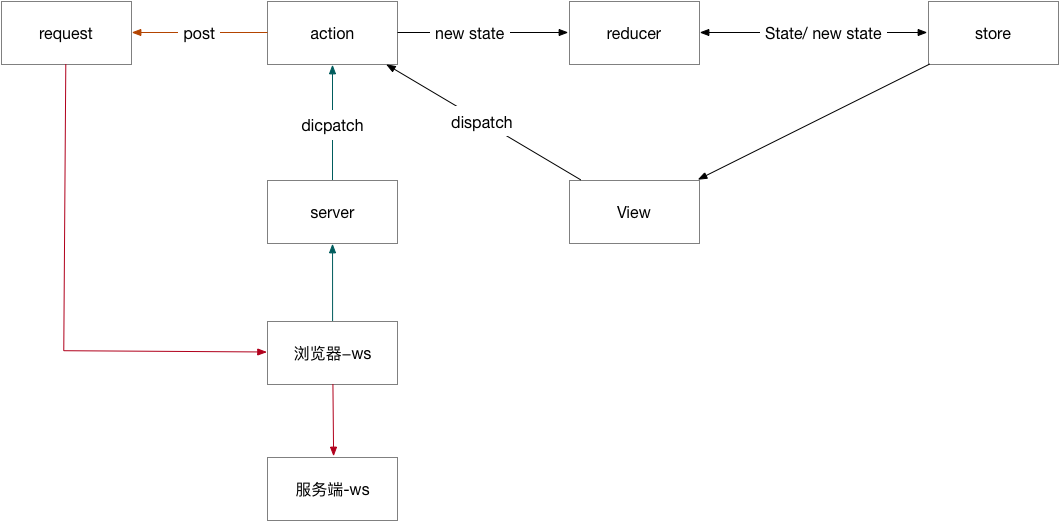 request
post
action
new state
reducer
State/ new state
store
dicpatch
dispatch
server
View
浏览器–ws
服务端-ws